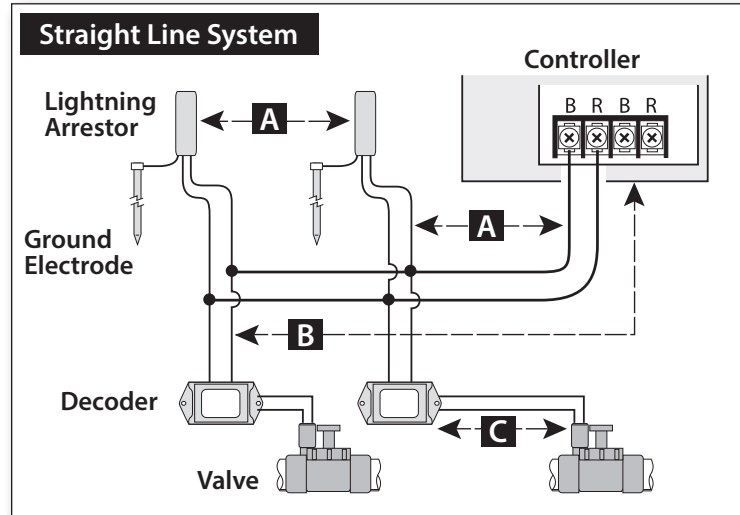 Straight Line System
Controller
B R B R
Lightning
Arrestor
A
A
Ground
Electrode
B
Decoder
C
Valve